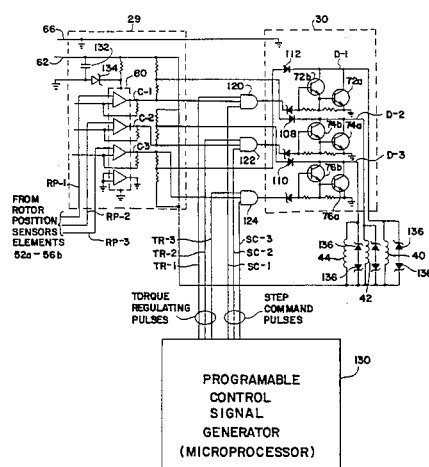 29
30
66
62
132
134
60
C-1
C-2
C-3
120
122
124
112
D-1
72b
72a
D-2
108
74b
74a
D-3
110
76b
76a
RP-1
FROM
ROTOR
POSITION
SENSORS
ELEMENTS
52a-56b
RP-2
RP-3
TR-3
TR-2
TR-1
SC-3
SC-2
SC-1
136
136
44
40
136
136
42
TORQUE
REGULATING
PULSES
STEP
COMMAND
PULSES
130
PROGRAMABLE
CONTROL
SIGNAL
GENERATOR
(MICROPROCESSOR)